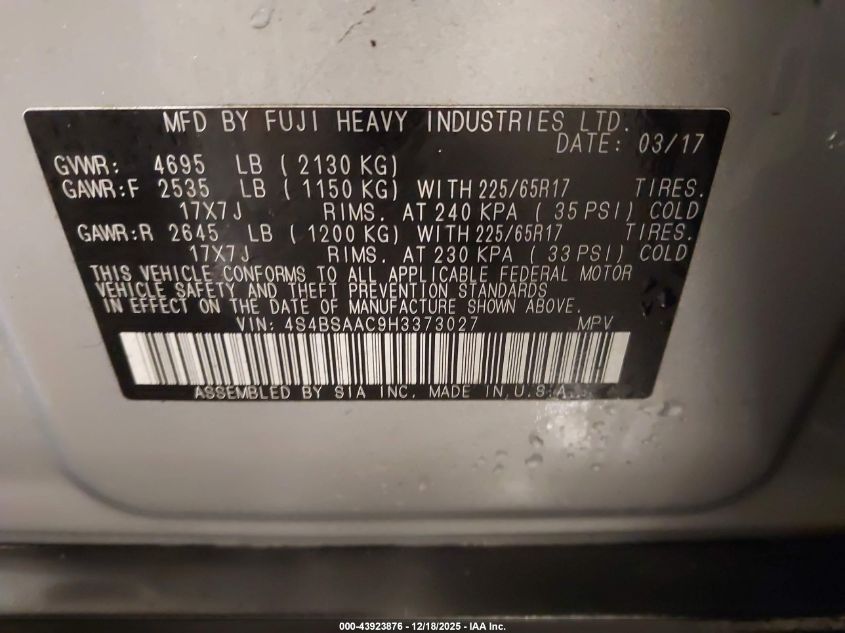 MFD BY FUJI HEAVY INDUSTRIES LTD.
DATE: 03/17
GVWR: 4695 LB ( 2130 KG)
GAWR:F 2535 LB ( 1150 KG) WITH 225/65R17 TIRES.
17X7J RIMS. AT 240 KPA ( 35 PSI) COLD
GAWR:R 2645 LB ( 1200 KG) WITH 225/65R17 TIRES.
17X7J RIMS. AT 230 KPA ( 33 PSI) COLD
THIS VEHICLE CONFORMS TO ALL APPLICABLE FEDERAL MOTOR
VEHICLE SAFETY AND THEFT PREVENTION STANDARDS
IN EFFECT ON THE DATE OF MANUFACTURE SHOWN ABOVE.
VIN: 4S4BSAAC9H3373027 MPV
ASSEMBLED BY SIA INC. MADE IN U.S.A.
000-43923876 - 12/18/2025 - IAA Inc.